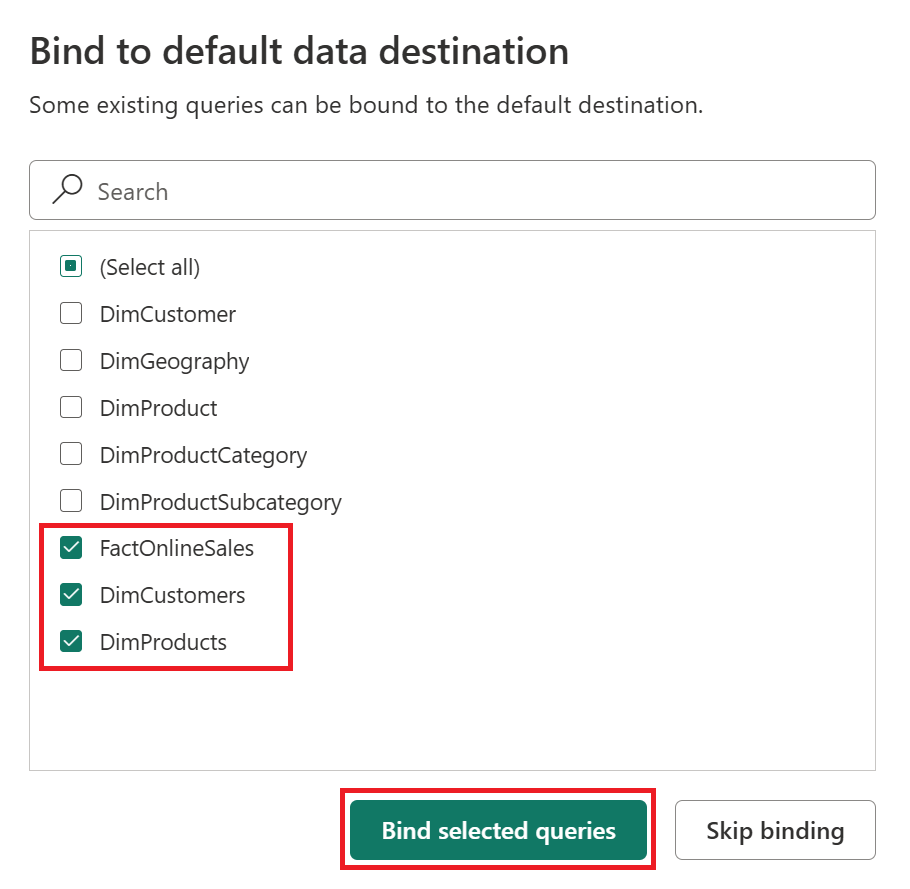 Bind to default data destination
Some existing queries can be bound to the default destination.
Search
(Select all)
DimCustomer
DimGeography
DimProduct
DimProductCategory
DimProductSubcategory
FactOnlineSales
DimCustomers
DimProducts
Bind selected queries
Skip binding